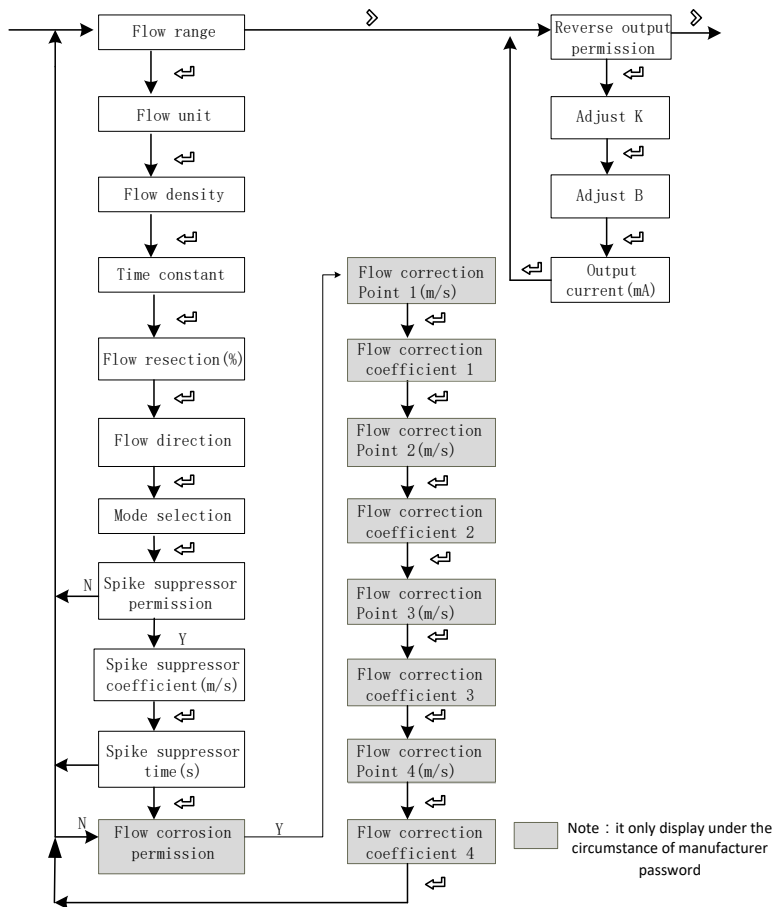 Flow range
Flow unit
Flow density
Time constant
Flow resection(%)
Flow direction
Mode selection
N
Spike suppressor
permission
Y
Spike suppressor
coefficient(m/s)
Spike suppressor
time(s)
N
Flow corrosion
permission
Y
Flow correction
Point 1(m/s)
Flow correction
coefficient 1
Flow correction
Point 2(m/s)
Flow correction
coefficient 2
Flow correction
Point 3(m/s)
Flow correction
coefficient 3
Flow correction
Point 4(m/s)
Flow correction
coefficient 4
Reverse output
permission
Adjust K
Adjust B
Output
current(mA)
Note：it only display under the
circumstance of manufacturer
password